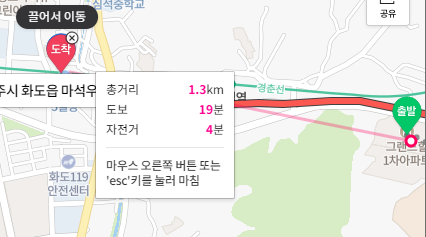 심석중학교
끌어서 이동
공유
도착
경춘선
주시 화도읍 마석우
역
출발
총거리 1.3km
도보 19분
자전거 4분
마우스 오른쪽 버튼 또는
'esc'키를 눌러 마침
화도119
안전센터
그랜드힐
1차아파트